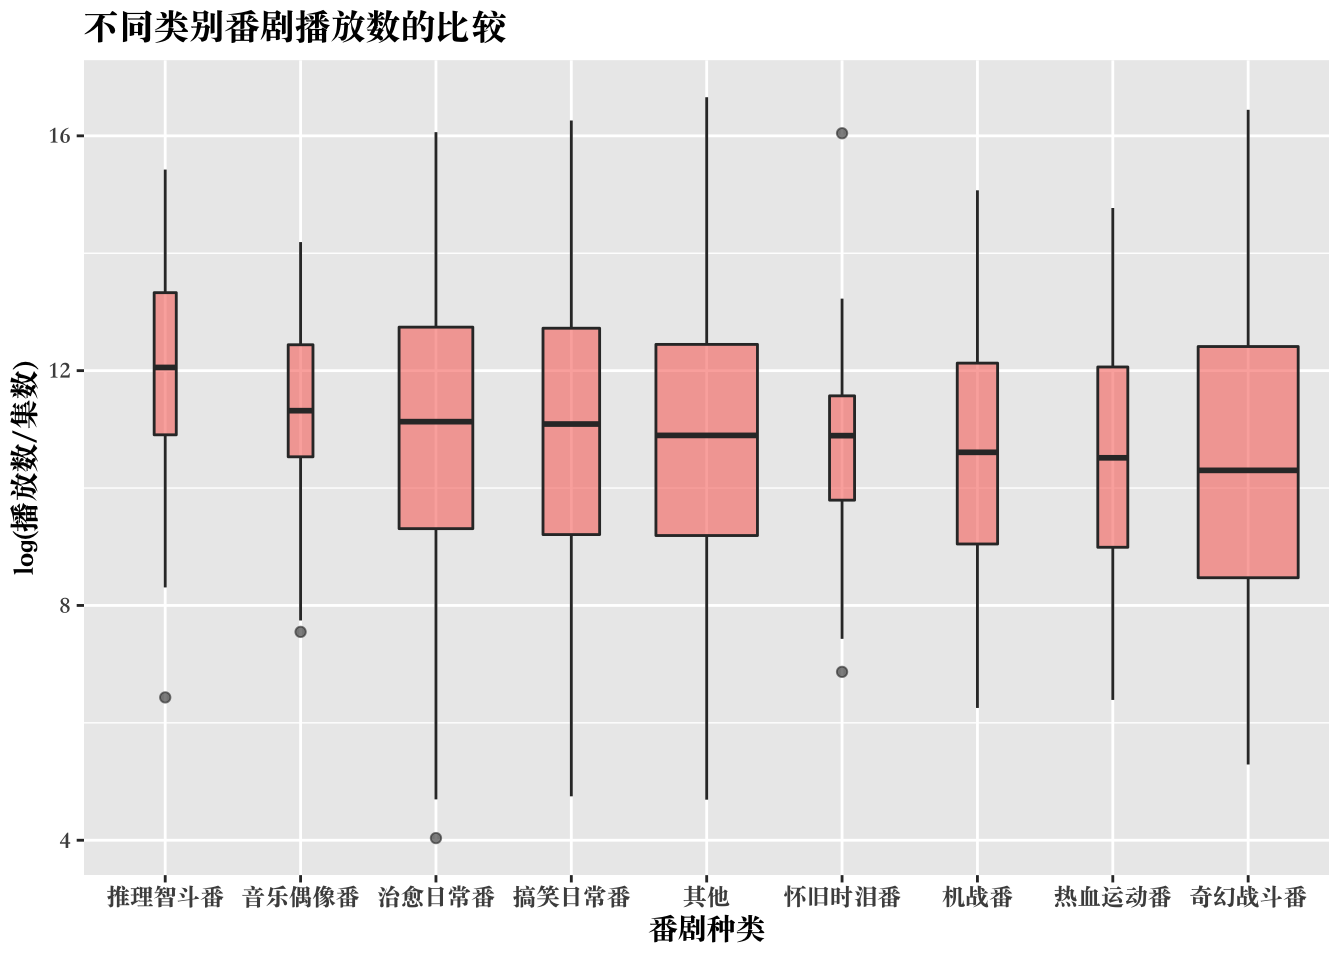 不同类别番剧播放数的比较
log(播放数/集数)
16
12
8
4
推理智斗番 音乐偶像番 治愈日常番 搞笑日常番 其他 怀旧时泪番 机战番 热血运动番 奇幻战斗番
番剧种类